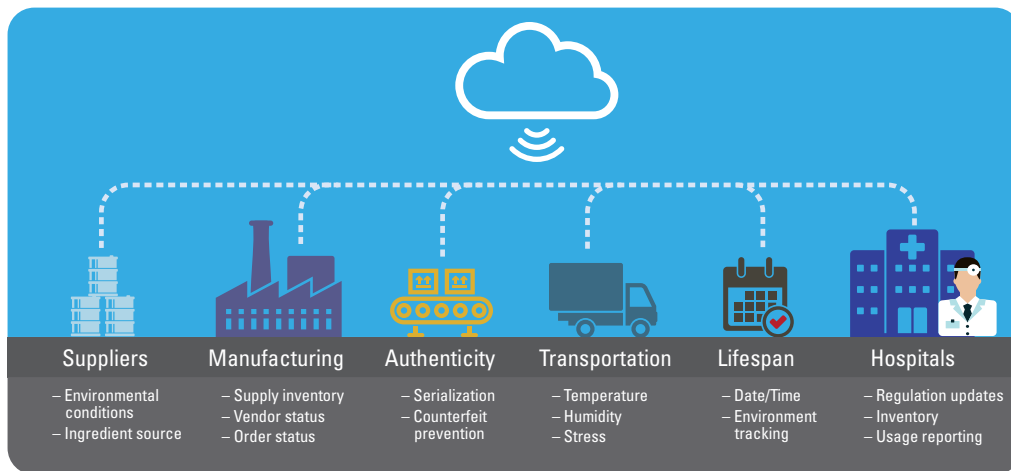 Suppliers
– Environmental
conditions
– Ingredient source
Manufacturing
– Supply inventory
– Vendor status
– Order status
Authenticity
– Serialization
– Counterfeit
prevention
Transportation
– Temperature
– Humidity
– Stress
Lifespan
– Date/Time
– Environment
tracking
Hospitals
– Regulation updates
– Inventory
– Usage reporting